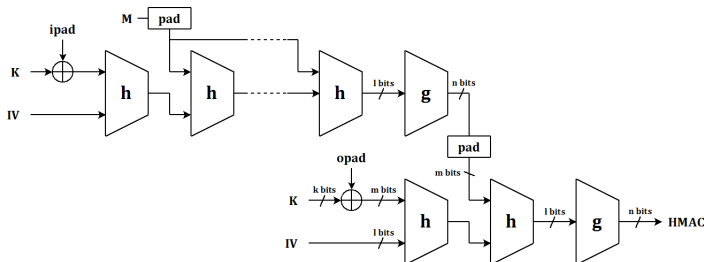 M pad
ipad
K
h h h l bits g n bits
IV
pad
opad
m bits
K k bits m bits
h h l bits g n bits HMAC
IV l bits